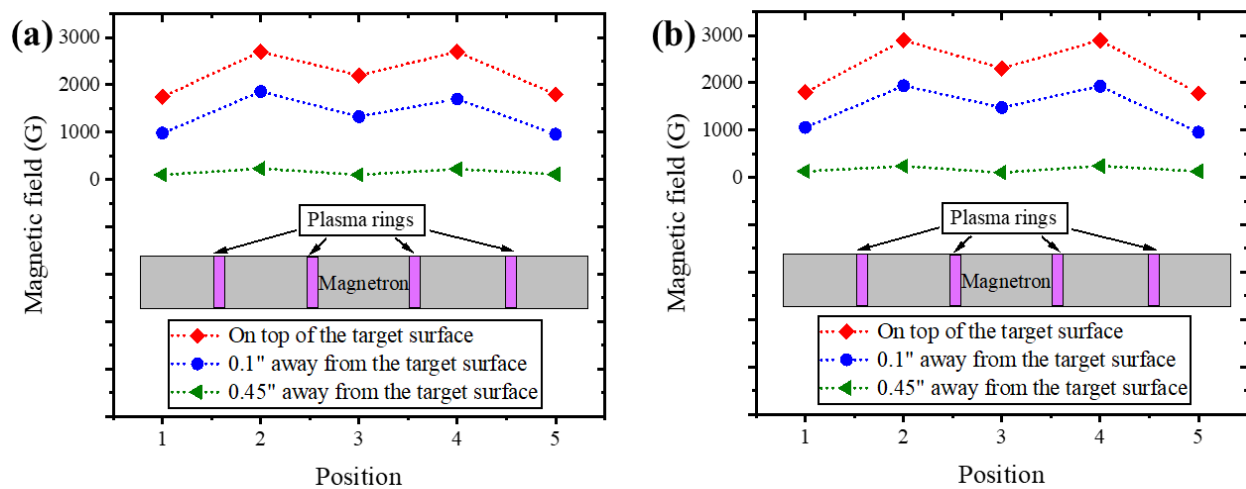 (a)
3000
2000
1000
0
Magnetic field (G)
Plasma rings
Magnetron
On top of the target surface
0.1" away from the target surface
0.45" away from the target surface
1 2 3 4 5
Position
(b)
3000
2000
1000
0
Magnetic field (G)
Plasma rings
Magnetron
On top of the target surface
0.1" away from the target surface
0.45" away from the target surface
1 2 3 4 5
Position